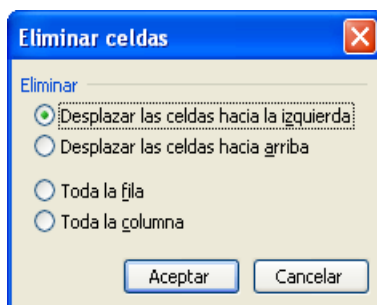 Eliminar celdas
Eliminar
Desplazar las celdas hacia la izquierda
Desplazar las celdas hacia arriba
Toda la fila
Toda la columna
Aceptar
Cancelar